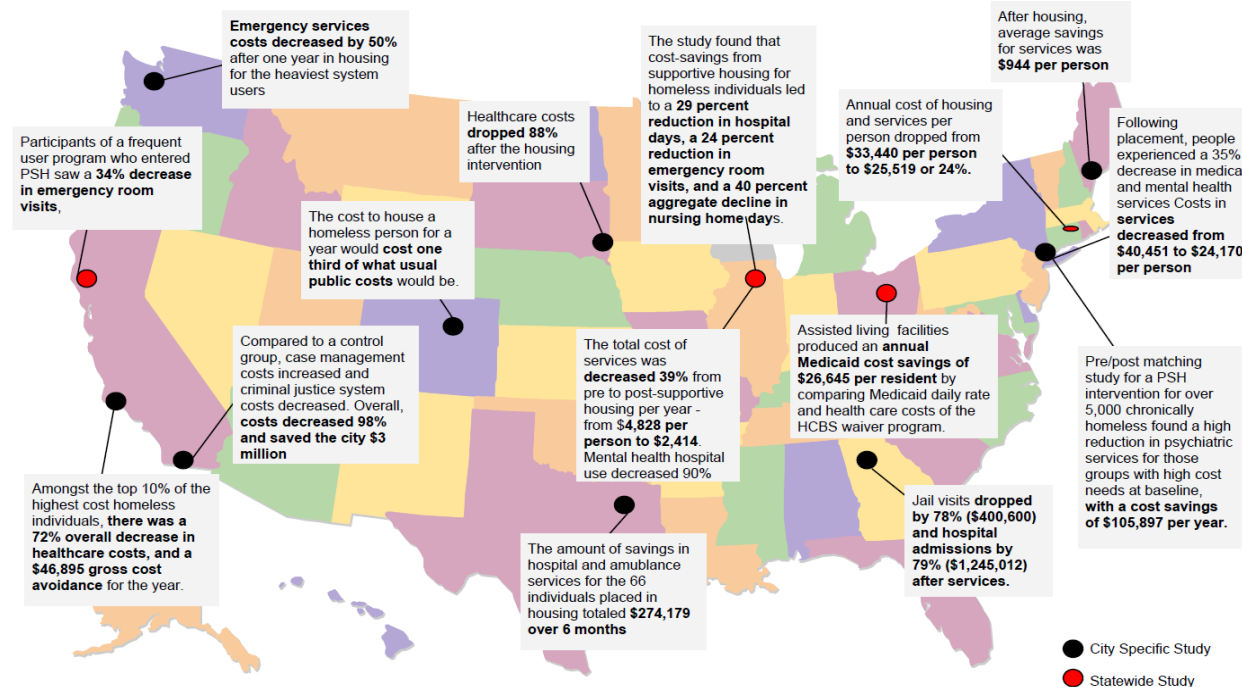 Emergency services
costs decreased by 50%
after one year in housing
for the heaviest system
users
Participants of a frequent
user program who entered
PSH saw a 34% decrease
in emergency room
visits,
The cost to house a
homeless person for a
year would cost one
third of what usual
public costs would be.
Healthcare costs
dropped 88%
after the housing
intervention
The study found that
cost-savings from
supportive housing for
homeless individuals led
to a 29 percent
reduction in hospital
days, a 24 percent
reduction in
emergency room
visits, and a 40 percent
aggregate decline in
nursing home days.
Annual cost of housing
and services per
person dropped from
$33,440 per person
to $25,519 or 24%.
After housing,
average savings
for services was
$944 per person
Following
placement, people
experienced a 35%
decrease in medica
and mental health
services Costs in
services
decreased from
$40,451 to $24,170
per person
Compared to a control
group, case management
costs increased and
criminal justice system
costs decreased. Overall,
costs decreased 98%
and saved the city $3
million
Amongst the top 10% of the
highest cost homeless
individuals, there was a
72% overall decrease in
healthcare costs, and a
$46,895 gross cost
avoidance for the year.
The total cost of
services was
decreased 39% from
pre to post-supportive
housing per year -
from $4,828 per
person to $2,414.
Mental health hospital
use decreased 90%
Assisted living facilities
produced an annual
Medicaid cost savings of
$26,645 per resident by
comparing Medicaid daily rate
and health care costs of the
HCBS waiver program.
Pre/post matching
study for a PSH
intervention for over
5,000 chronically
homeless found a high
reduction in psychiatric
services for those
groups with high cost
needs at baseline,
with a cost savings
of $105,897 per year.
The amount of savings in
hospital and amublance
services for the 66
individuals placed in
housing totaled $274,179
over 6 months
Jail visits dropped
by 78% ($400,600)
and hospital
admissions by
79% ($1,245,012)
after services.
City Specific Study
Statewide Study